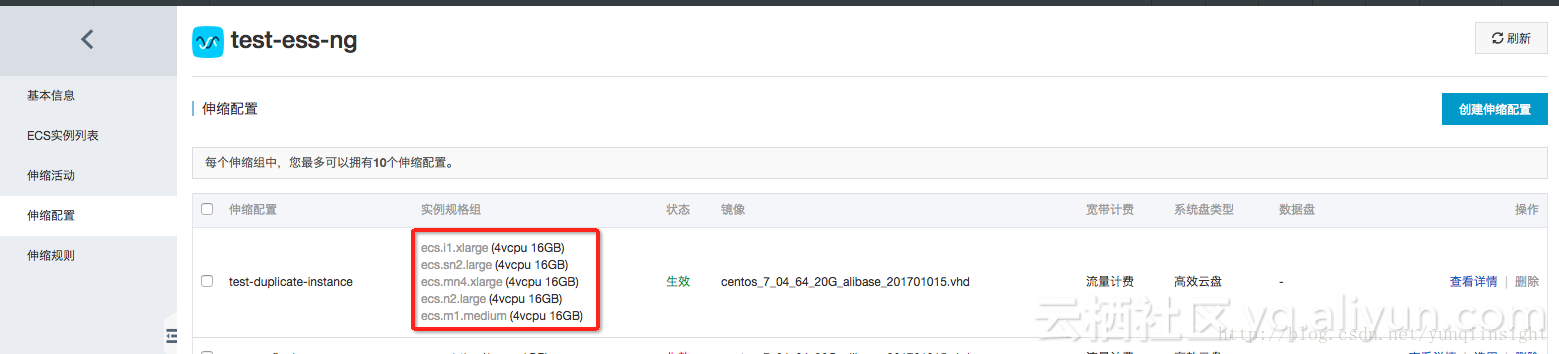 test-ess-ng
刷新
基本信息
ECS实例列表
伸缩活动
伸缩配置
伸缩规则
伸缩配置
创建伸缩配置
每个伸缩组中，您最多可以拥有10个伸缩配置。
伸缩配置 实例规格组 状态 镜像 宽带计费 系统盘类型 数据盘 操作
ecs.i1.xlarge (4vcpu 16GB)
ecs.sn2.large (4vcpu 16GB)
ecs.mn4.xlarge (4vcpu 16GB)
ecs.n2.large (4vcpu 16GB)
ecs.m1.medium (4vcpu 16GB)
test-duplicate-instance 生效 centos_7_04_64_20G_alibase_201701015.vhd 流量计费 高效云盘 - 查看详情 | 删除
云栖社区 yq.aliyun.com
http://blog.csdn.net/yunqiinsight